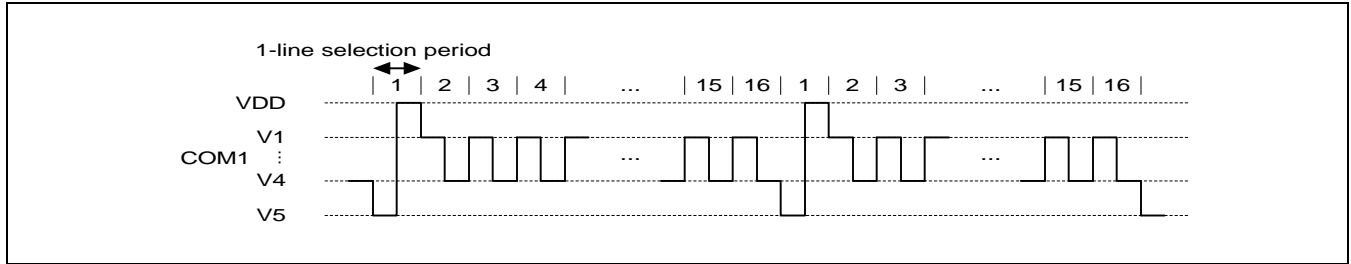 1-line selection period
| 1 | 2 | 3 | 4 | ... | 15 | 16 | 1 | 2 | 3 | ... | 15 | 16 |
VDD
V1
COM1 ⋮ ... ...
V4
V5